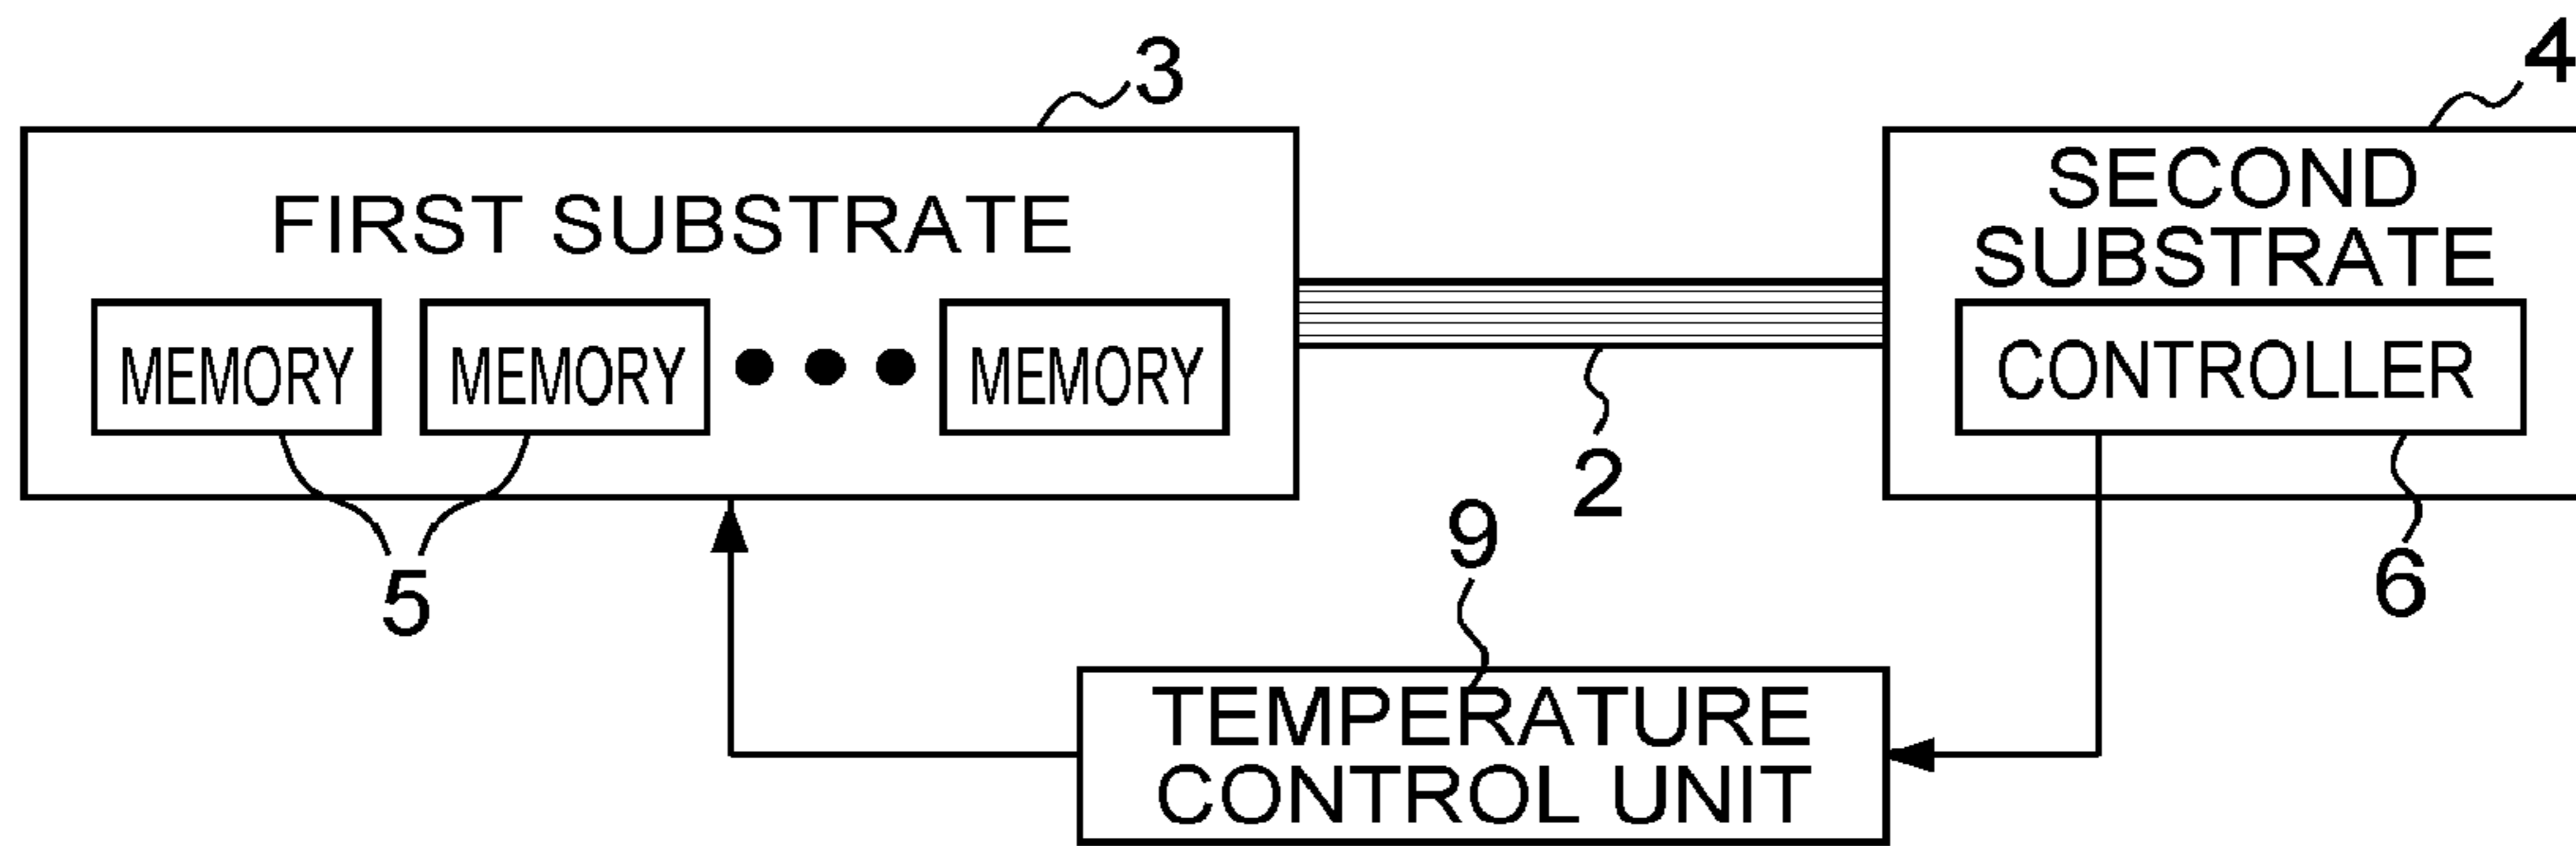 3
4
FIRST SUBSTRATE
SECOND
SUBSTRATE
MEMORY
MEMORY
MEMORY
CONTROLLER
2
9
5
6
TEMPERATURE
CONTROL UNIT